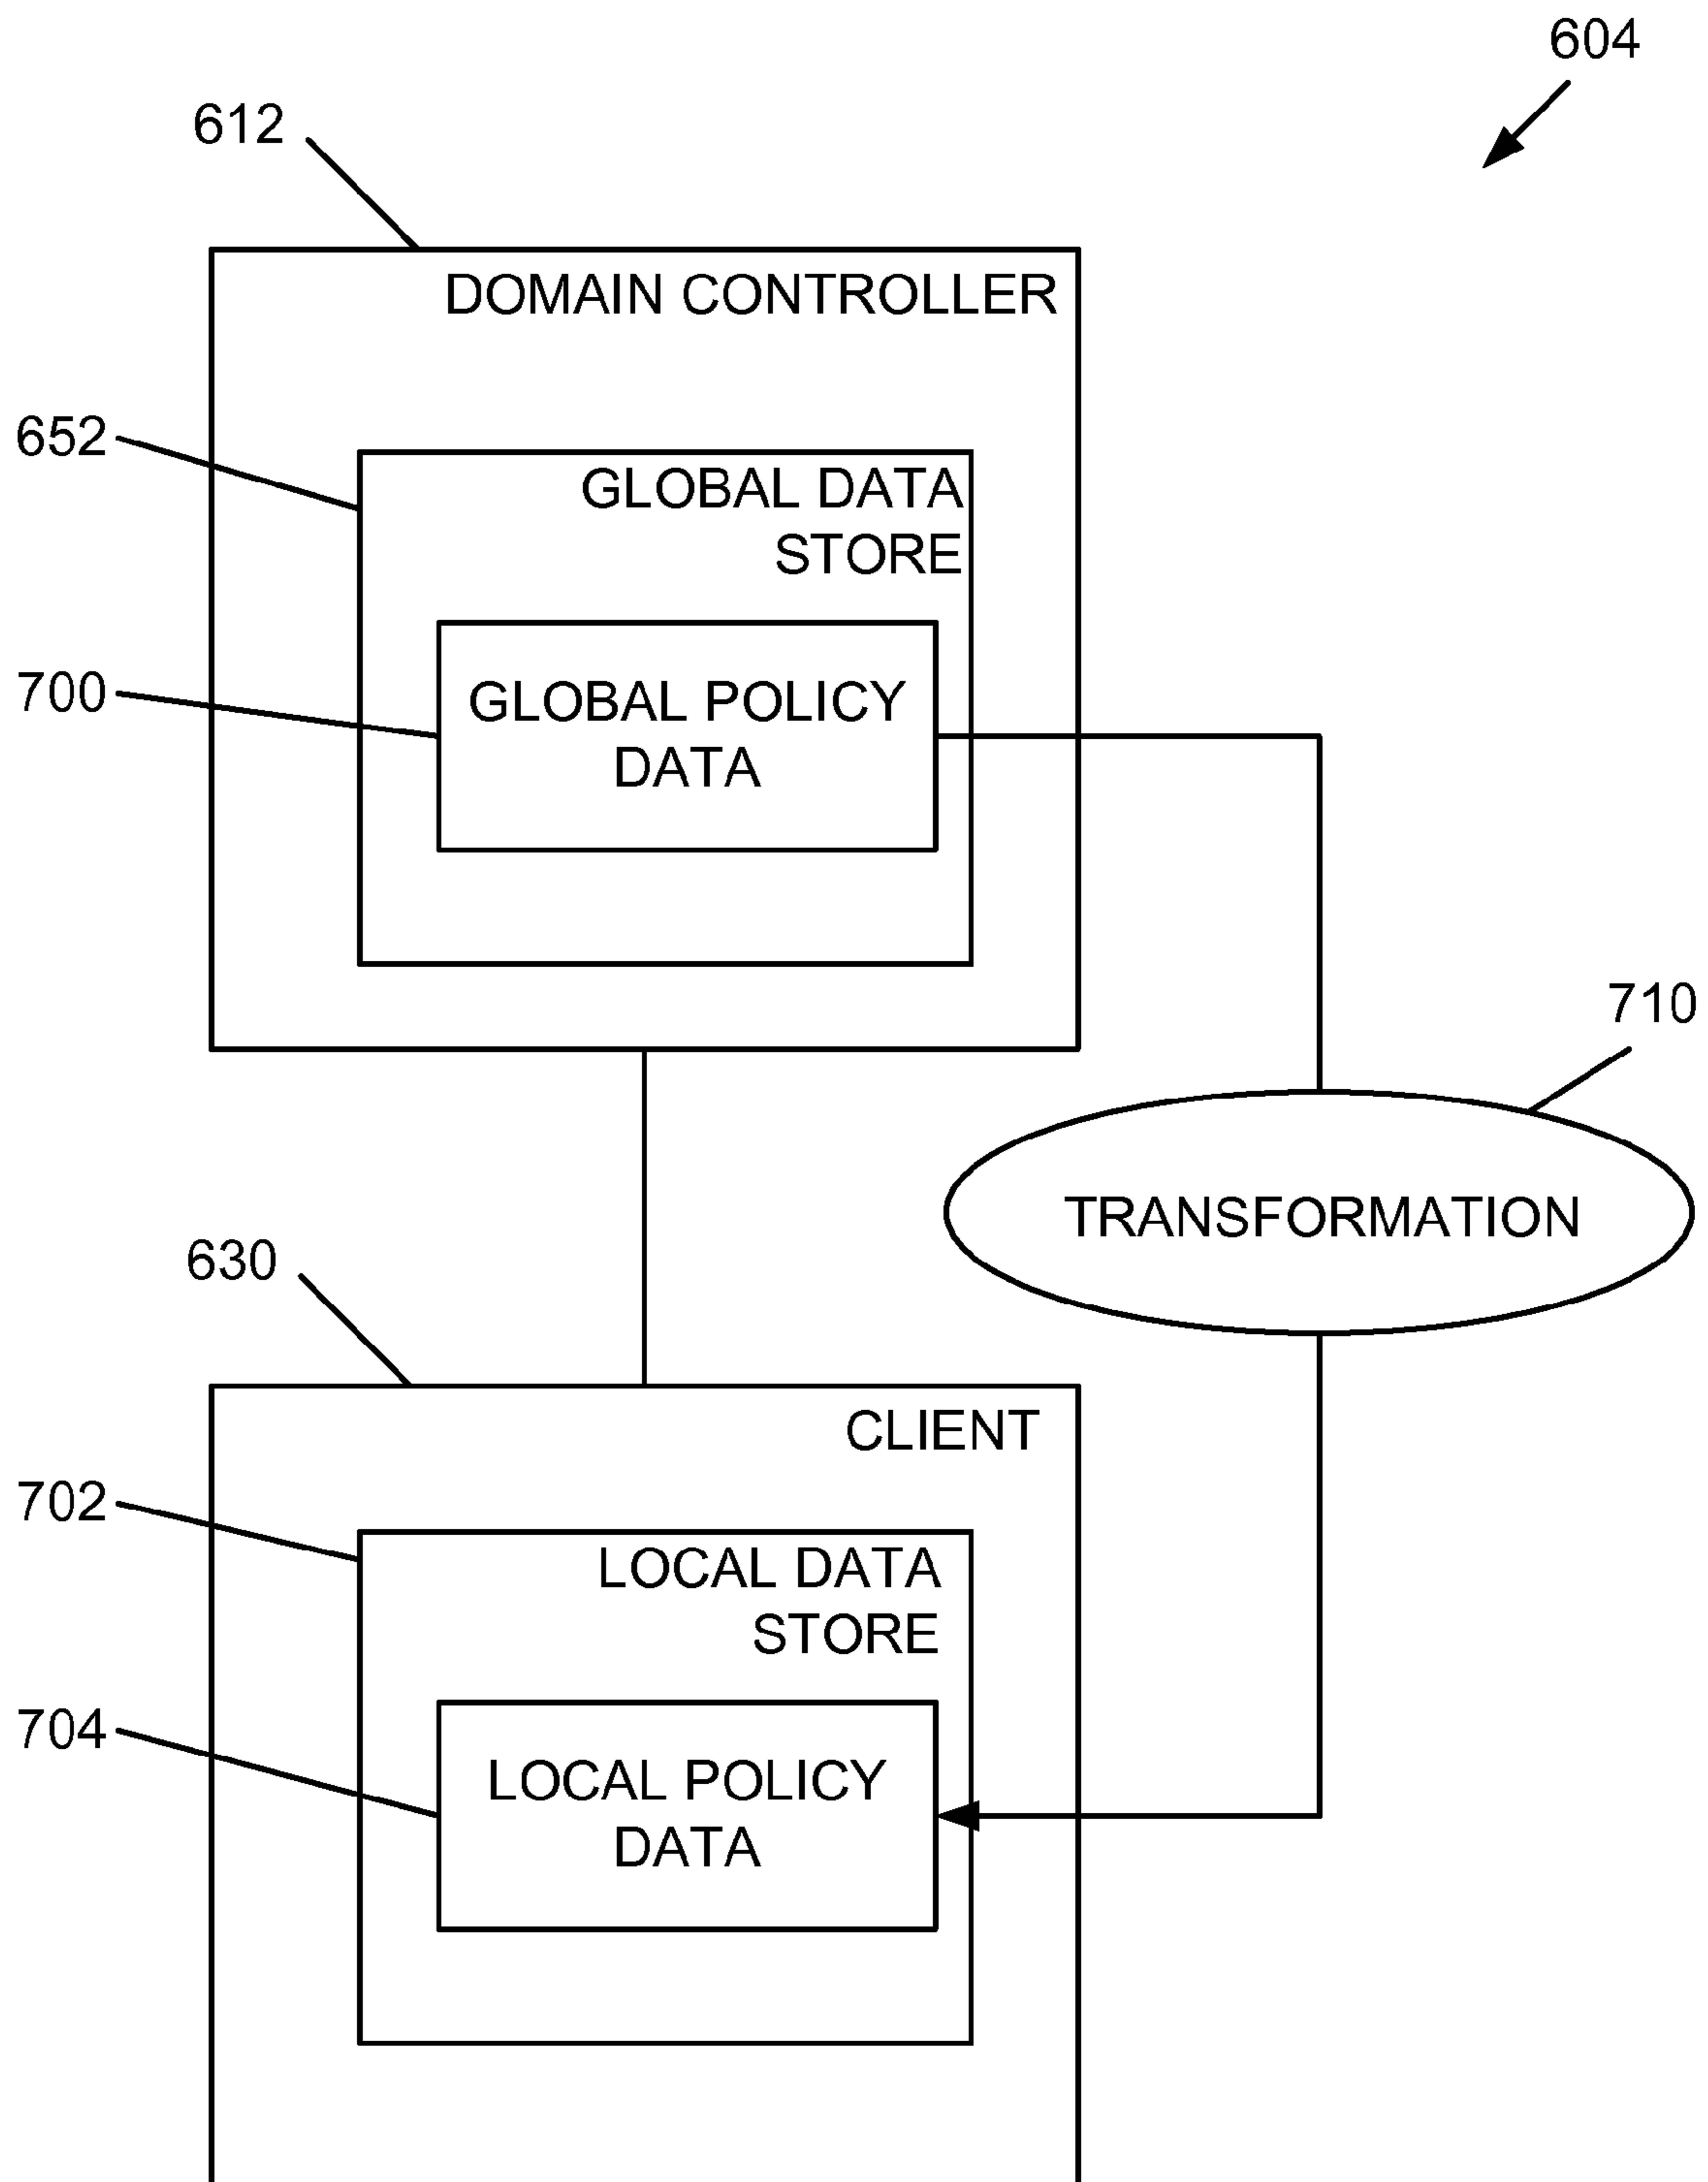 604
612
DOMAIN CONTROLLER
652
GLOBAL DATA
STORE
700
GLOBAL POLICY
DATA
710
TRANSFORMATION
630
CLIENT
702
LOCAL DATA
STORE
704
LOCAL POLICY
DATA